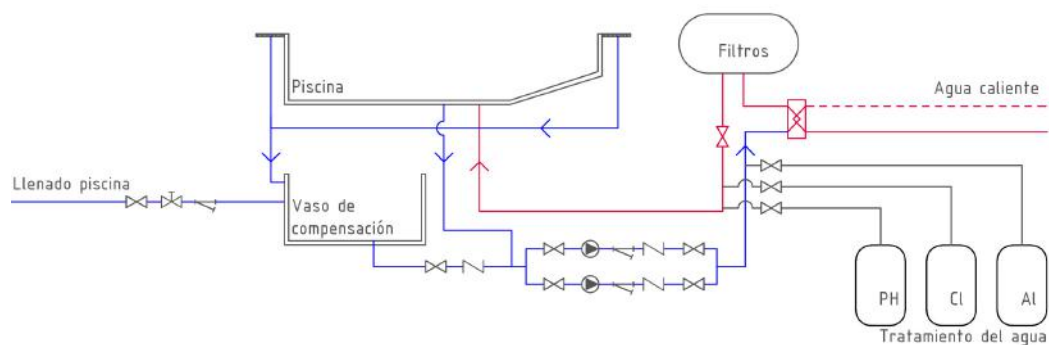 Filtros
Piscina
Agua caliente
Llenado piscina
Vaso de
compensación
PH
Cl
Al
Tratamiento del agua